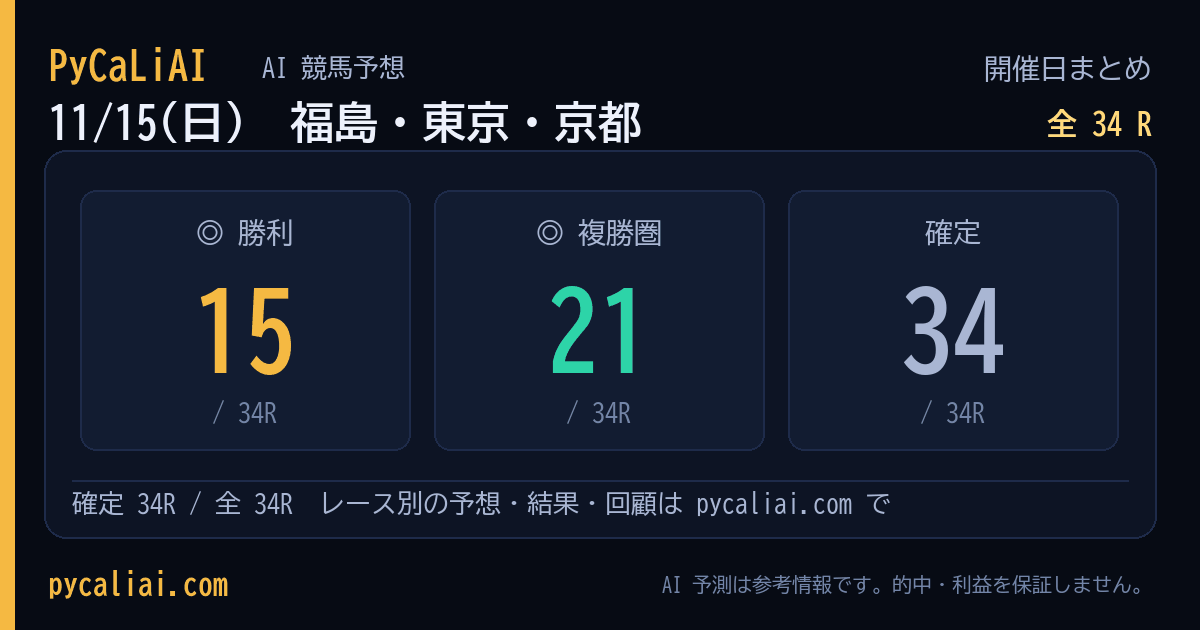 PyCaLiAI AI 競馬予想 開催日まとめ
11/15(日) 福島・東京・京都 全 34 R
◎ 勝利 ◎ 複勝圏 確定
15 21 34
/ 34R / 34R / 34R
確定 34R / 全 34R レース別の予想・結果・回顧は pycaliai.com で
pycaliai.com AI 予測は参考情報です。的中・利益を保証しません。